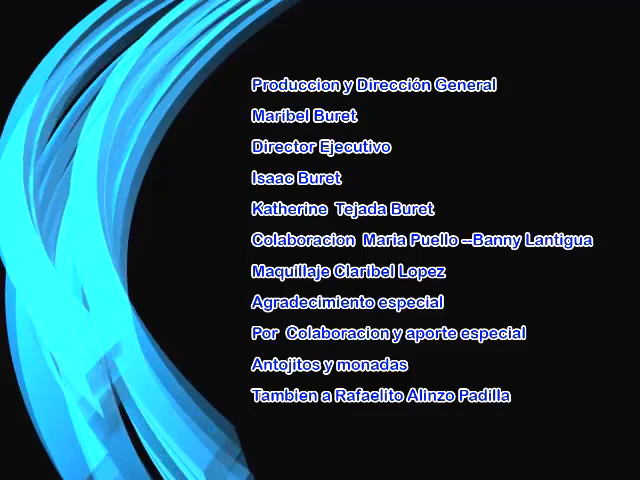 Produccion y Dirección General
Maribel Buret
Director Ejecutivo
Isaac Buret
Katherine  Tejada Buret
Colaboracion  Maria Puello --Banny Lantigua
Maquillaje Claribel Lopez
Agradecimiento especial
Por  Colaboracion y aporte especial
Antojitos y monadas
Tambien a Rafaelito Alinzo Padilla